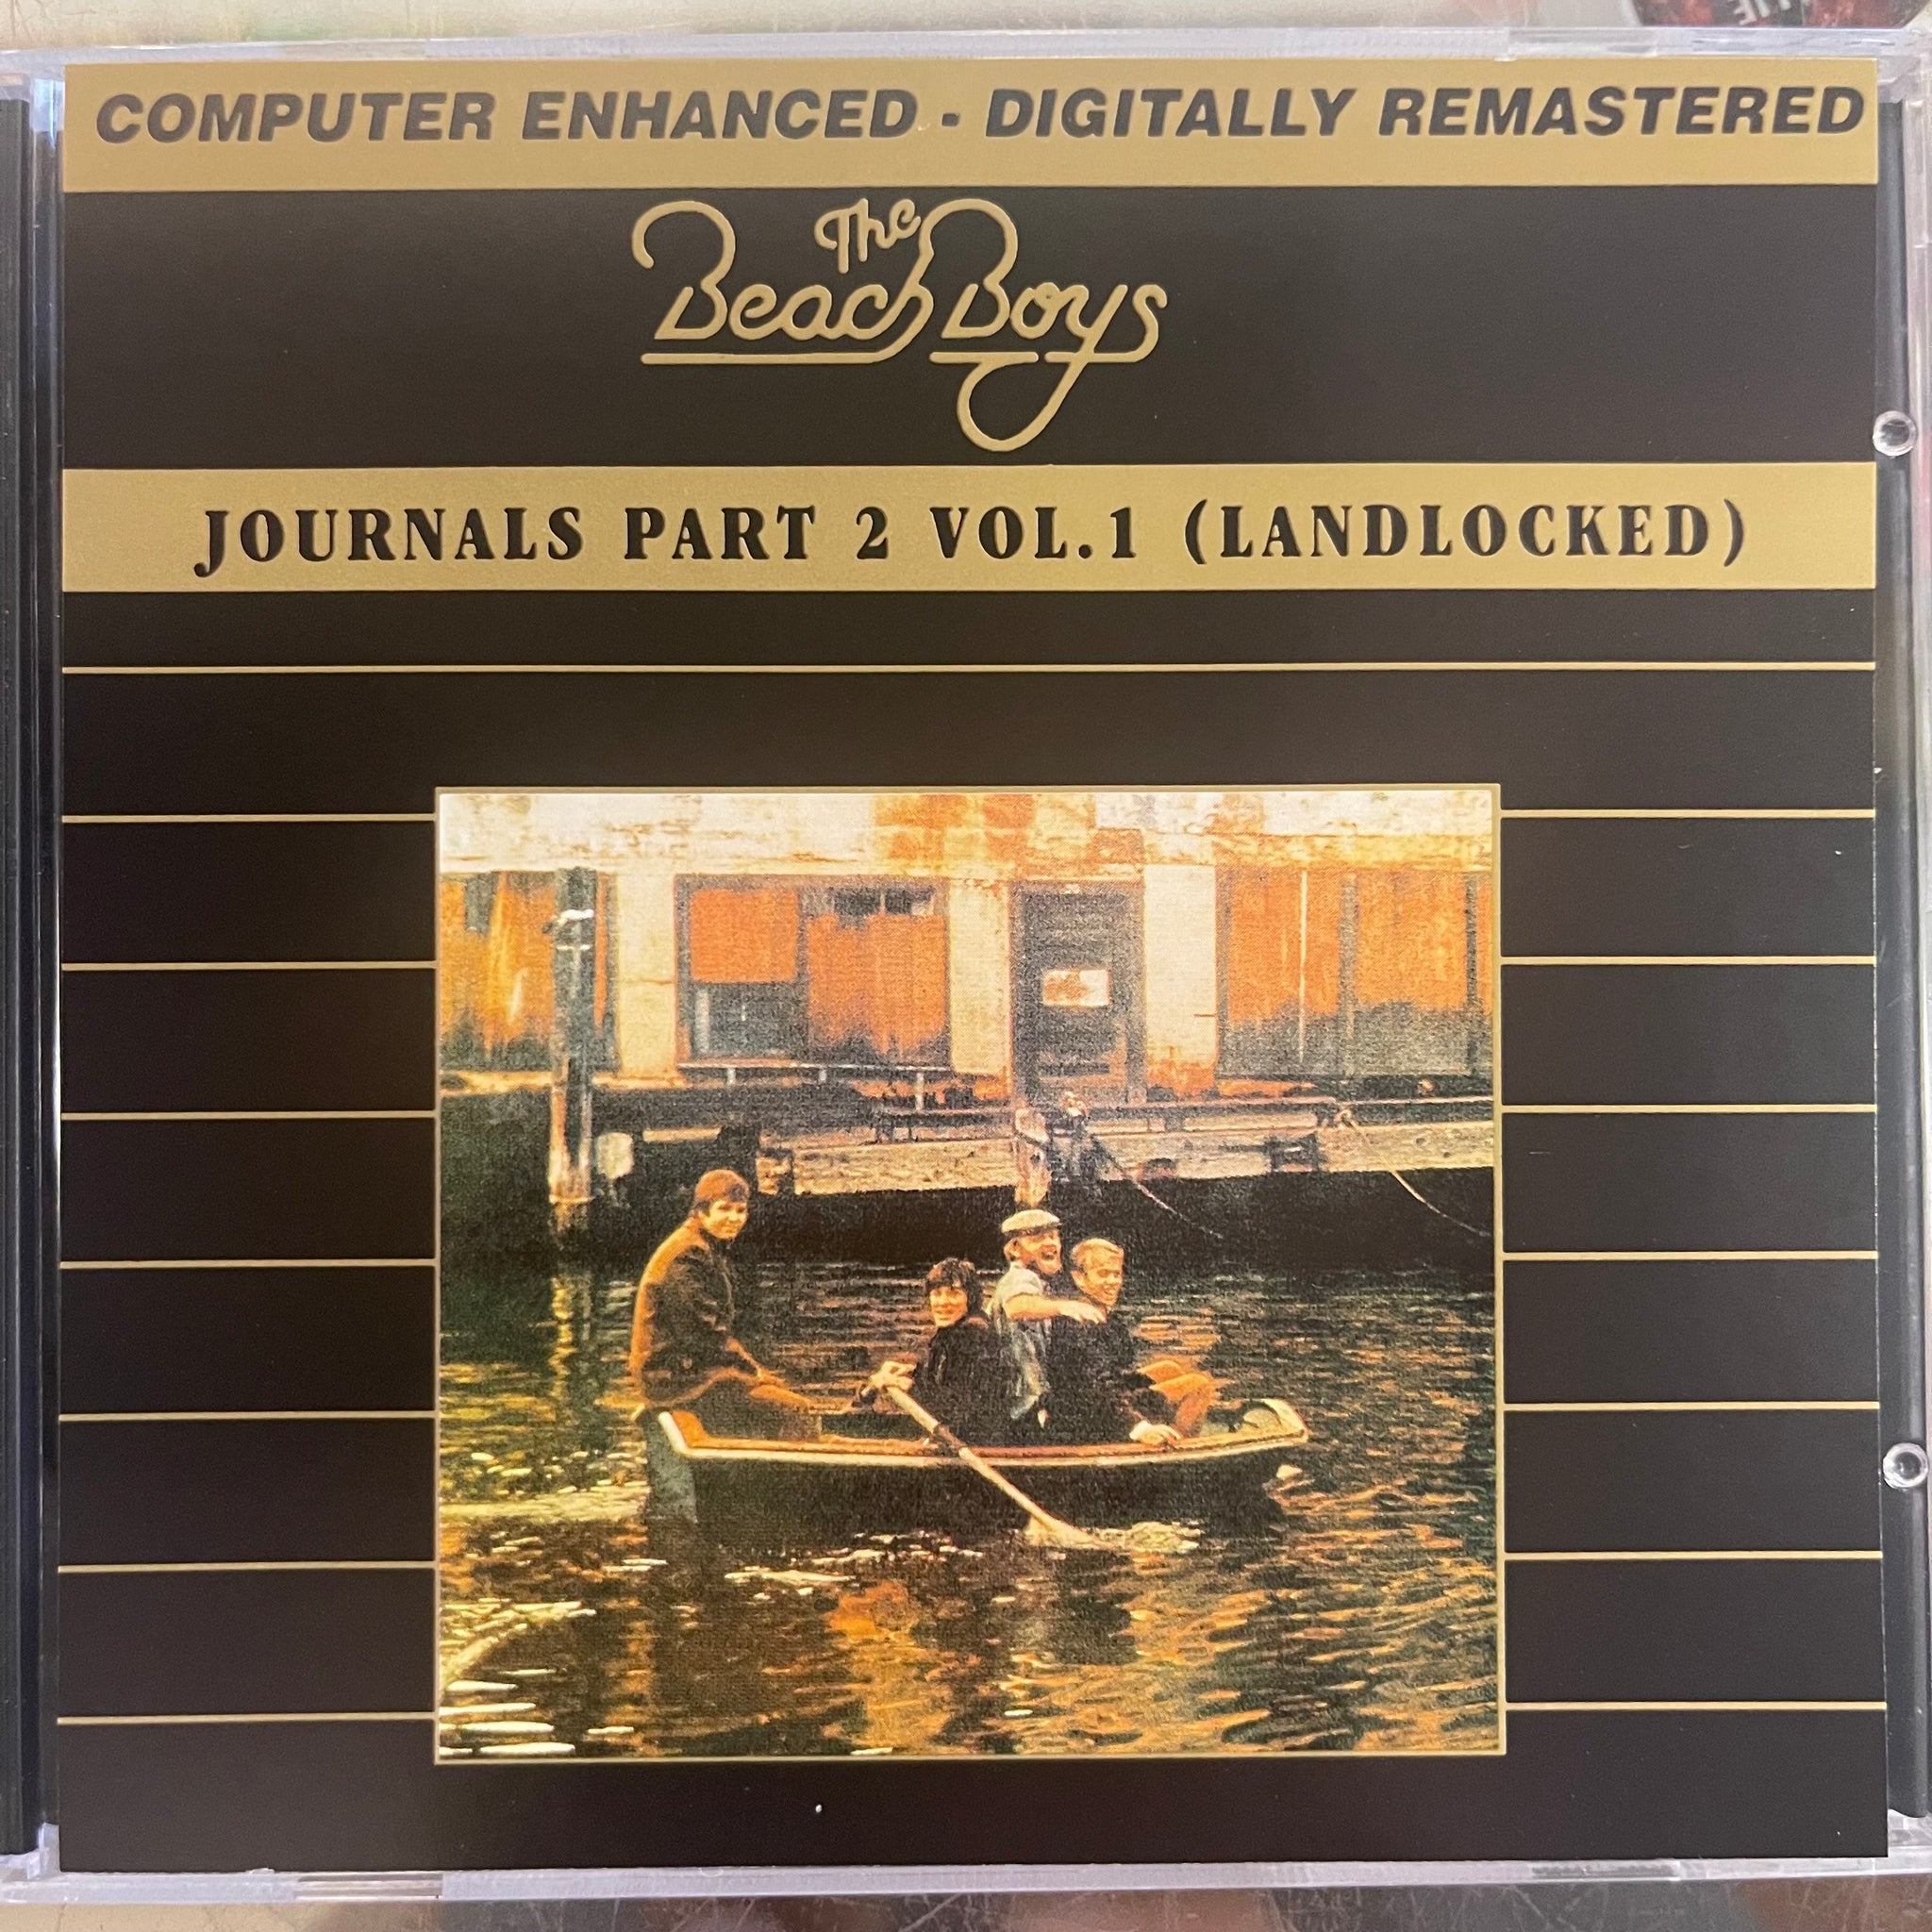 COMPUTER ENHANCED - DIGITALLY REMASTERED
The
Beach Boys
JOURNALS PART 2 VOL.1 (LANDLOCKED)